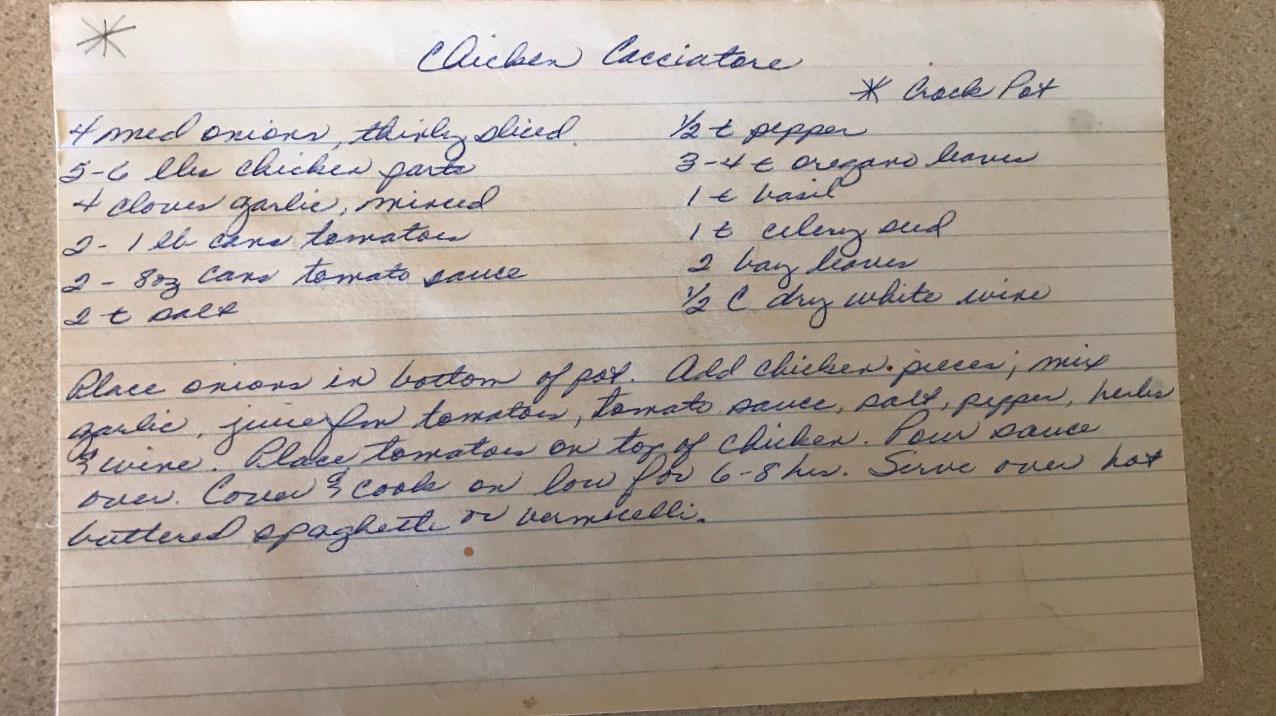 Chicken Cacciatore
* Crock Pot
4 med onions, thinly sliced
5-6 lbs chicken parts
4 cloves garlic, minced
2 - 1 lb cans tomatoes
2 - 8oz cans tomato sauce
2 t salt
1/2 t pepper
3-4 t oregano leaves
1 t basil
1 t celery seed
2 bay leaves
1/2 C dry white wine
Place onions in bottom of pot. Add chicken pieces; mix
garlic, juice fm tomatoes, tomato sauce, salt, pepper, herbs
& wine. Place tomatoes on top of chicken. Pour sauce
over. Cover & cook on low for 6-8 hrs. Serve over hot
buttered spaghetti or vermicelli.